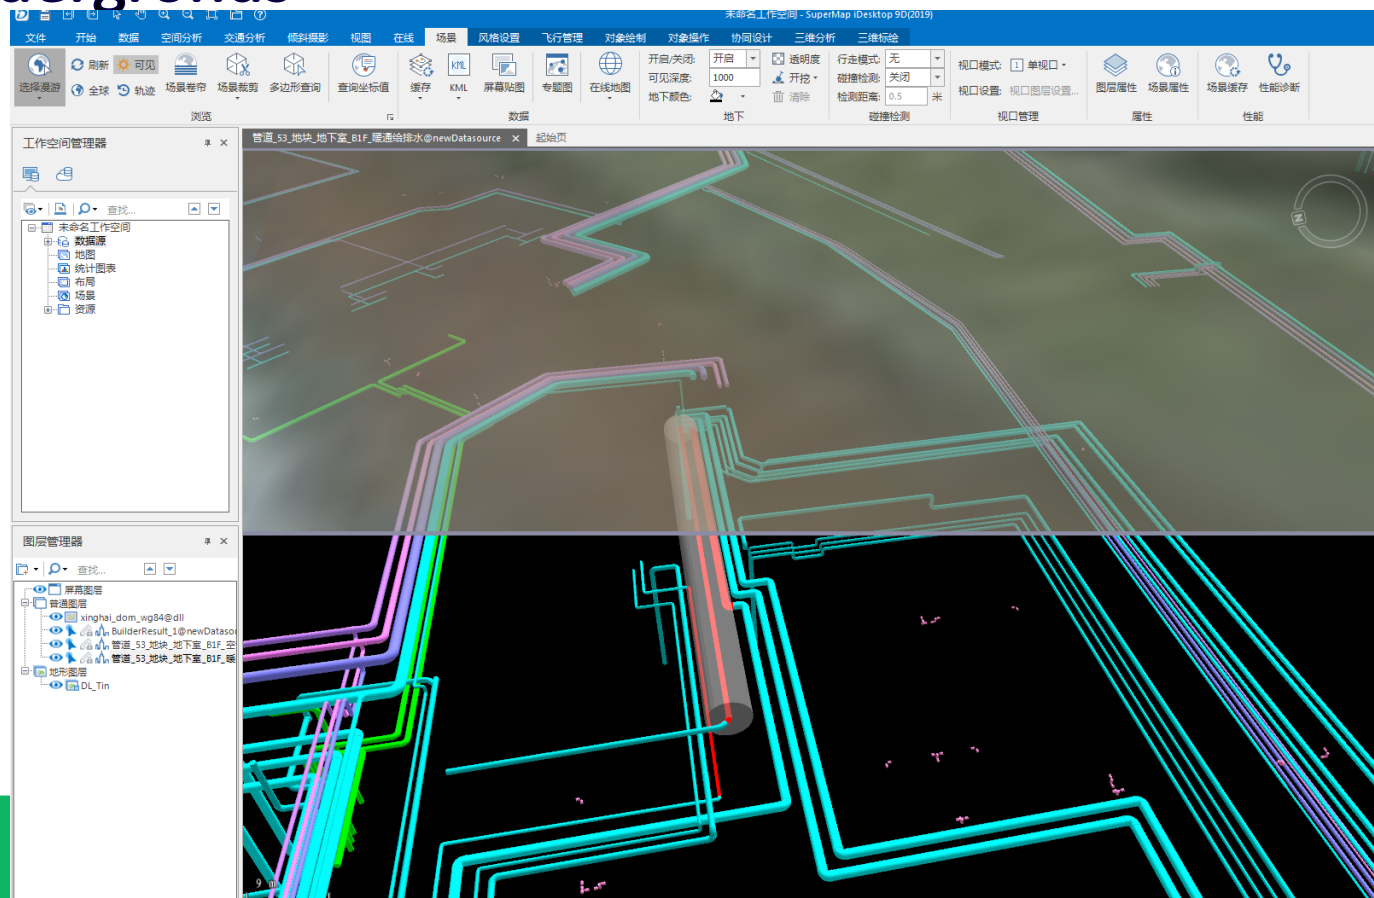 未命名工作空间 - SuperMap iDesktop 9D(2019)
文件 开始 数据 空间分析 交通分析 倾斜摄影 视图 在线 场景 风格设置 飞行管理 对象绘制 对象操作 协同设计 三维分析 三维标绘
选择漫游 刷新 可见 场景卷帘 场景裁剪 多边形查询 查询坐标值 缓存 KML 屏幕贴图 专题图 在线地图 开启/关闭: 开启 透明度 行走模式: 无 视口模式: 1 单视口 图层属性 场景属性 场景缓存 性能诊断
全球 轨迹 可见深度: 1000 开挖 碰撞检测: 关闭 视口设置: 视口图层设置...
地下颜色: 清除 检测距离: 0.5 米
浏览 数据 地下 碰撞检测 视口管理 属性 性能
工作空间管理器
管道_53_地块_地下室_B1F_暖通给排水@newDatasource × 起始页
查找...
未命名工作空间
数据源
地图
统计图表
布局
场景
资源
N
图层管理器
查找...
屏幕图层
普通图层
xinghai_dom_wg84@dll
BuilderResult_1@newDataso
管道_53_地块_地下室_B1F_空
管道_53_地块_地下室_B1F_暖
地形图层
DL_Tin
9 m